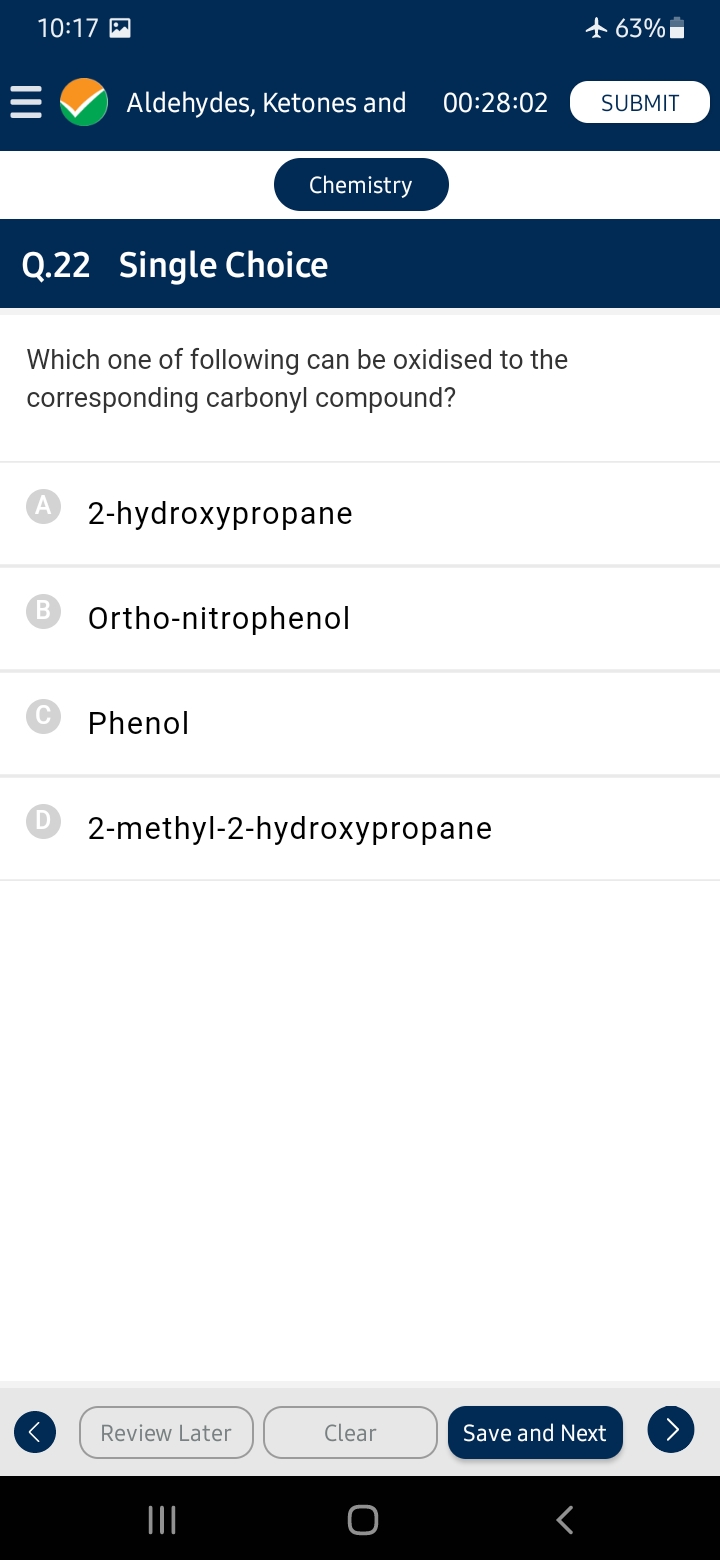 10:17 63%
Aldehydes, Ketones and 00:28:02 SUBMIT
Chemistry
Q.22 Single Choice
Which one of following can be oxidised to the
corresponding carbonyl compound?
A 2-hydroxypropane
B Ortho-nitrophenol
C Phenol
D 2-methyl-2-hydroxypropane
Review Later Clear Save and Next